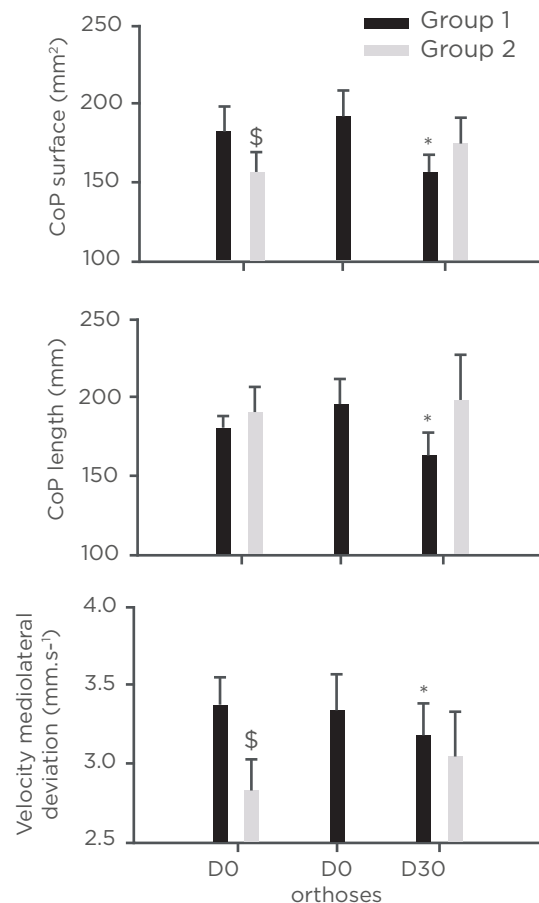 Group 1
Group 2
CoP surface (mm²)
250
200
150
100
$
*
CoP length (mm)
250
200
150
100
*
Velocity mediolateral
deviation (mm.s-¹)
4.0
3.5
3.0
2.5
$
*
D0 D0 D30
orthoses